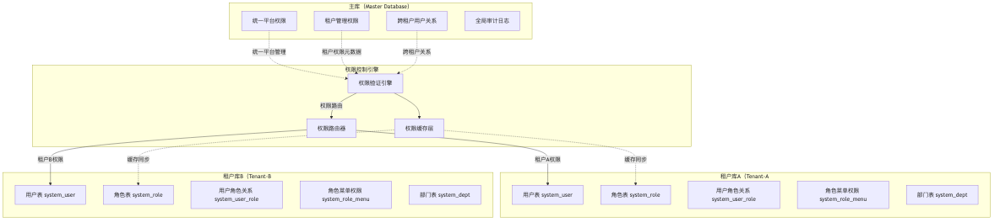 主库（Master Database）
统一平台权限
租户管理权限
跨租户用户关系
全局审计日志
统一平台管理
租户权限元数据
跨租户关系
权限控制引擎
权限验证引擎
权限路由
权限路由器
权限缓存层
租户B权限
缓存同步
租户A权限
缓存同步
租户库B（Tenant-B
用户表 system_user
角色表 system_role
用户角色关系
system_user_role
角色菜单权限
system_role_menu
部门表 system_dept
租户库A（Tenant-A
用户表 system_user
角色表 system_role
用户角色关系
system_user_role
角色菜单权限
system_role_menu
部门表 system_dept